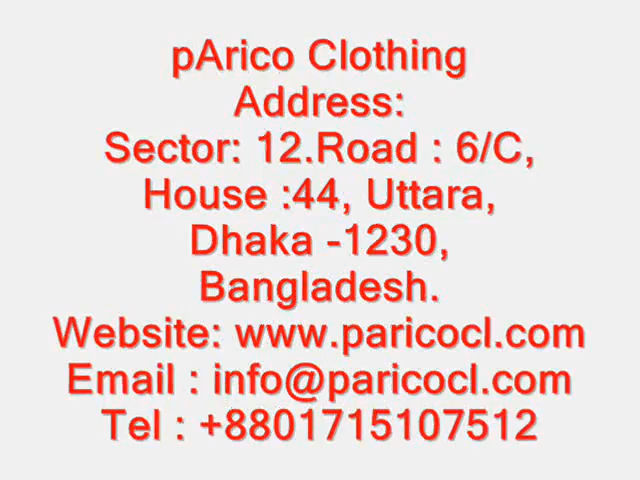 pArico Clothing
Address:
Sector: 12.Road : 6/C,
House :44, Uttara,
Dhaka -1230,
Bangladesh.
Website: www.paricocl.com
Email : info@paricocl.com
Tel : +8801715107512